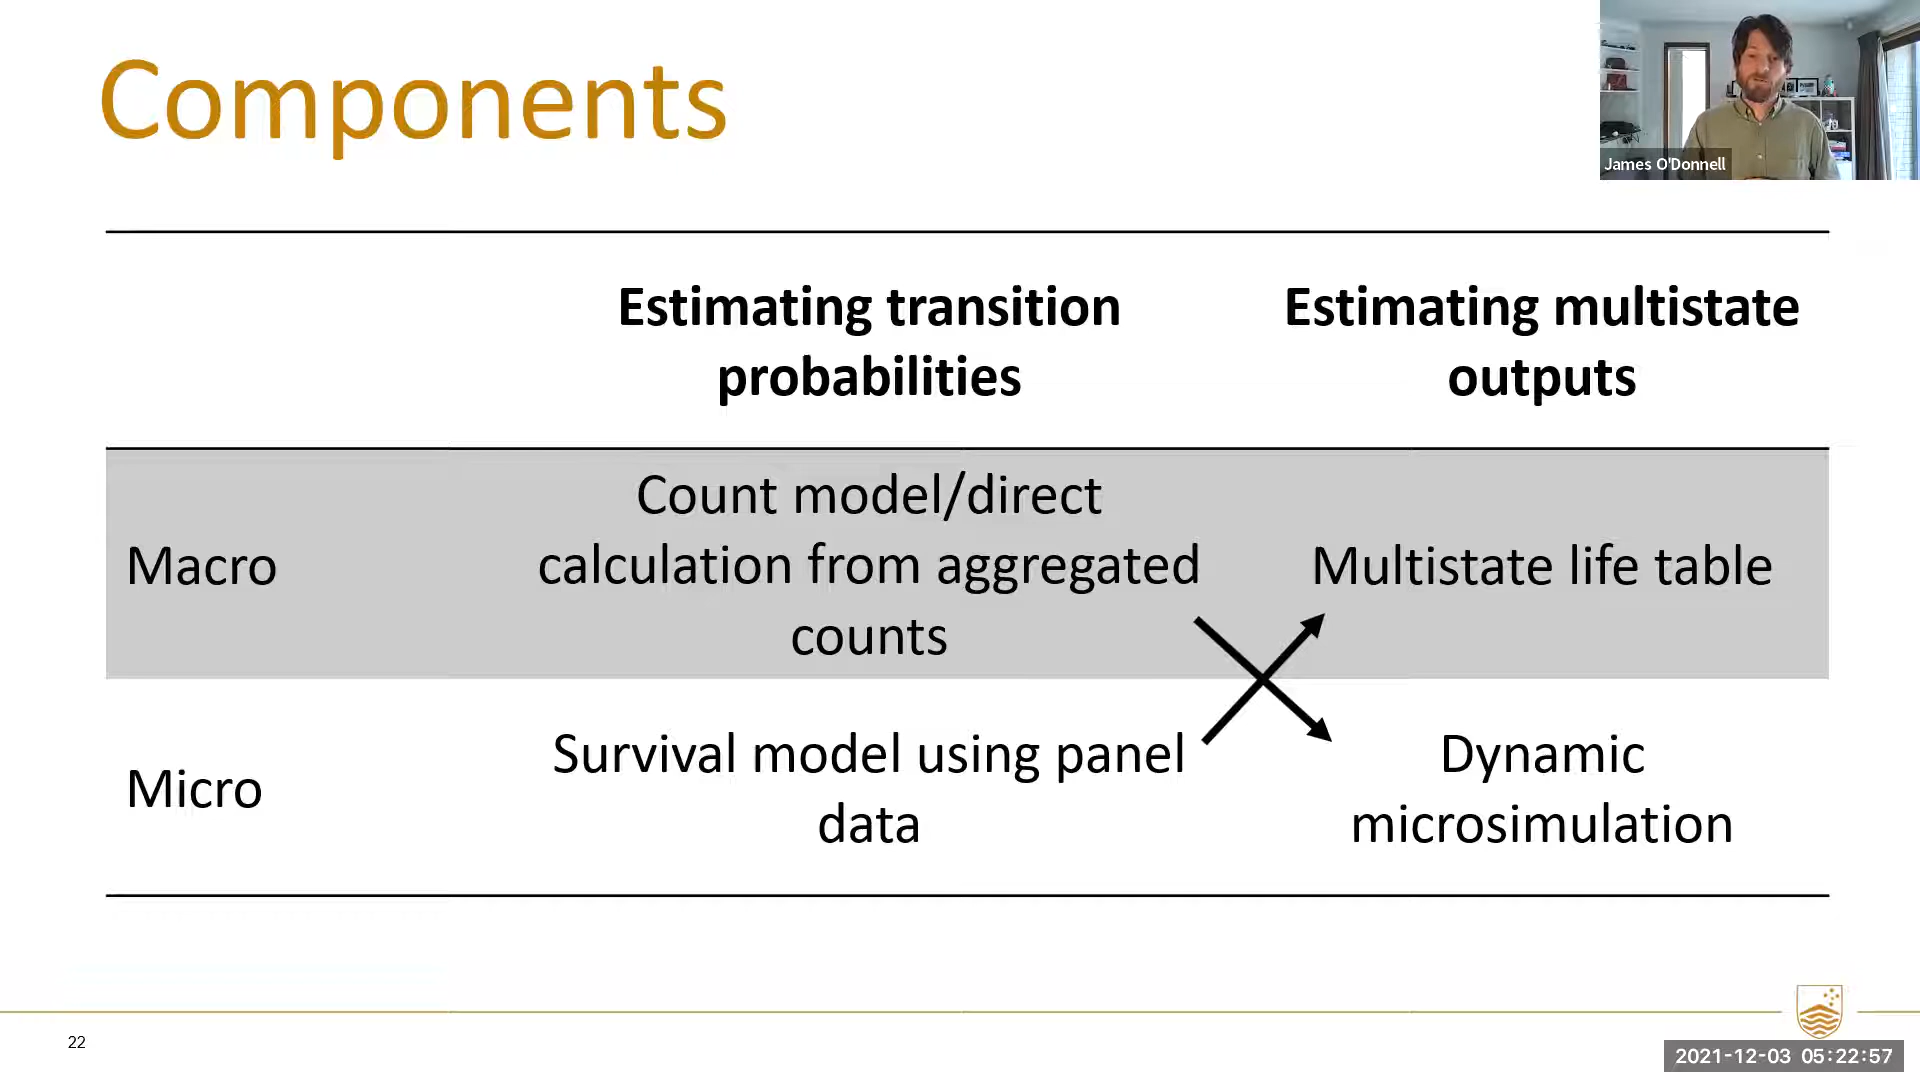 Components
James O'Donnell
Estimating transition
probabilities
Estimating multistate
outputs
Macro
Count model/direct
calculation from aggregated
counts
Multistate life table
Micro
Survival model using panel
data
Dynamic
microsimulation
22
2021-12-03 05:22:57